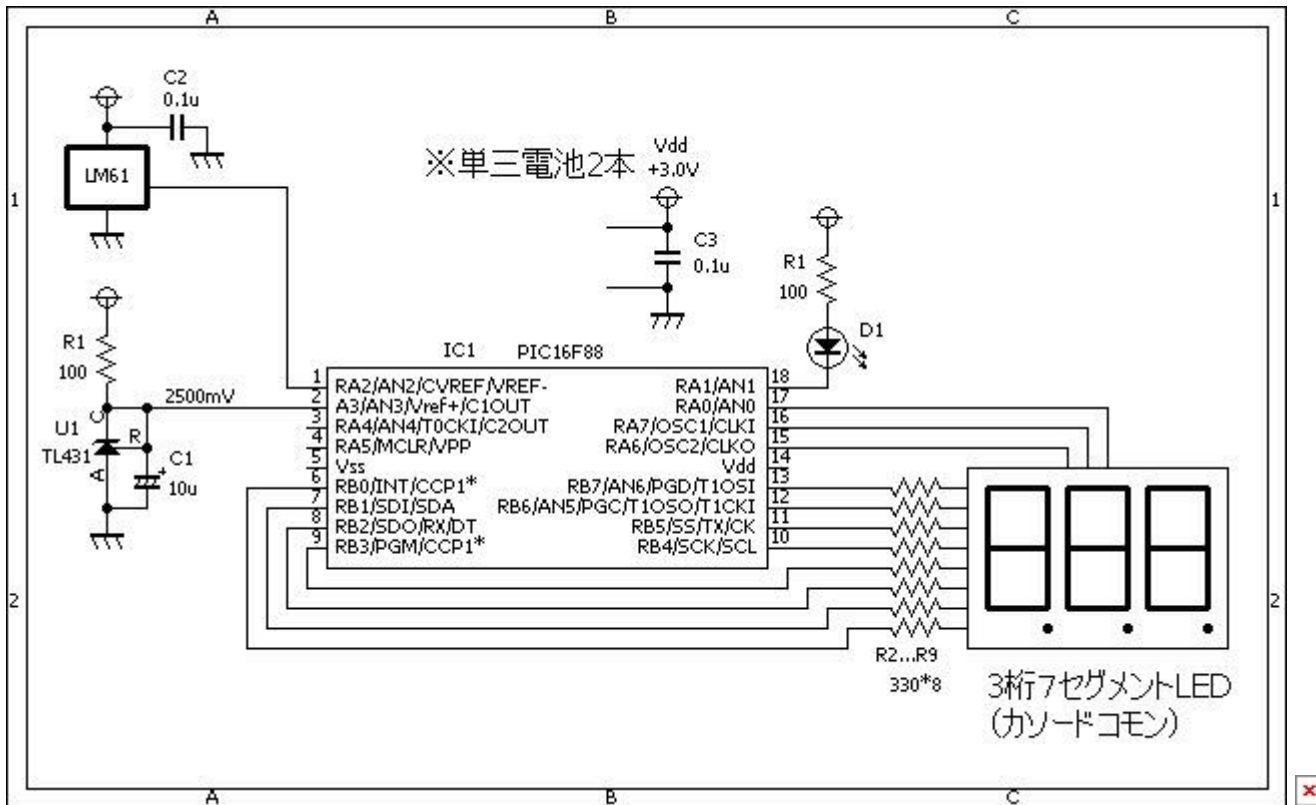 A B C
C2
0.1u
LM61
※単三電池2本
Vdd
+3.0V
C3
0.1u
R1
100
D1
1 1
R1
100
2500mV
U1
TL431
C
R
A
C1
+
10u
IC1 PIC16F88
1 RA2/AN2/CVREF/VREF- RA1/AN1 18
2 A3/AN3/Vref+/C1OUT RA0/AN0 17
3 RA4/AN4/T0CKI/C2OUT RA7/OSC1/CLKI 16
4 RA5/MCLR/VPP RA6/OSC2/CLKO 15
5 Vss Vdd 14
6 RB0/INT/CCP1* RB7/AN6/PGD/T1OSI 13
7 RB1/SDI/SDA RB6/AN5/PGC/T1OSO/T1CKI 12
8 RB2/SDO/RX/DT RB5/SS/TX/CK 11
9 RB3/PGM/CCP1* RB4/SCK/SCL 10
2 2
R2...R9
330*8
3桁7セグメントLED
(カソードコモン)
A B C